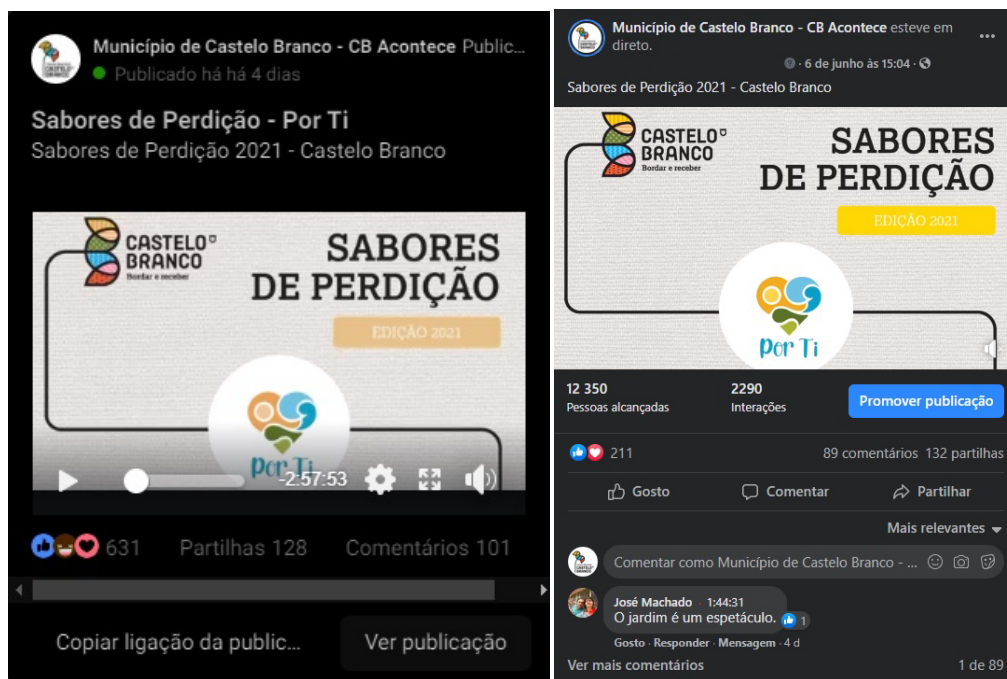 Município de Castelo Branco - CB Acontece Public...
Publicado há há 4 dias
Sabores de Perdição - Por Ti
Sabores de Perdição 2021 - Castelo Branco
CASTELO
BRANCO
Bordar e receber
SABORES
DE PERDIÇÃO
EDIÇÃO 2021
Por Ti
-2:57:53
631 Partilhas 128 Comentários 101
Copiar ligação da public... Ver publicação
Município de Castelo Branco - CB Acontece esteve em
direto.
· 6 de junho às 15:04 ·
Sabores de Perdição 2021 - Castelo Branco
CASTELO
BRANCO
Bordar e receber
SABORES
DE PERDIÇÃO
EDIÇÃO 2021
Por Ti
12 350 2290 Promover publicação
Pessoas alcançadas Interações
211 89 comentários 132 partilhas
Gosto Comentar Partilhar
Mais relevantes
Comentar como Município de Castelo Branco - ...
José Machado · 1:44:31
O jardim é um espetáculo. 1
Gosto · Responder · Mensagem · 4 d
Ver mais comentários 1 de 89